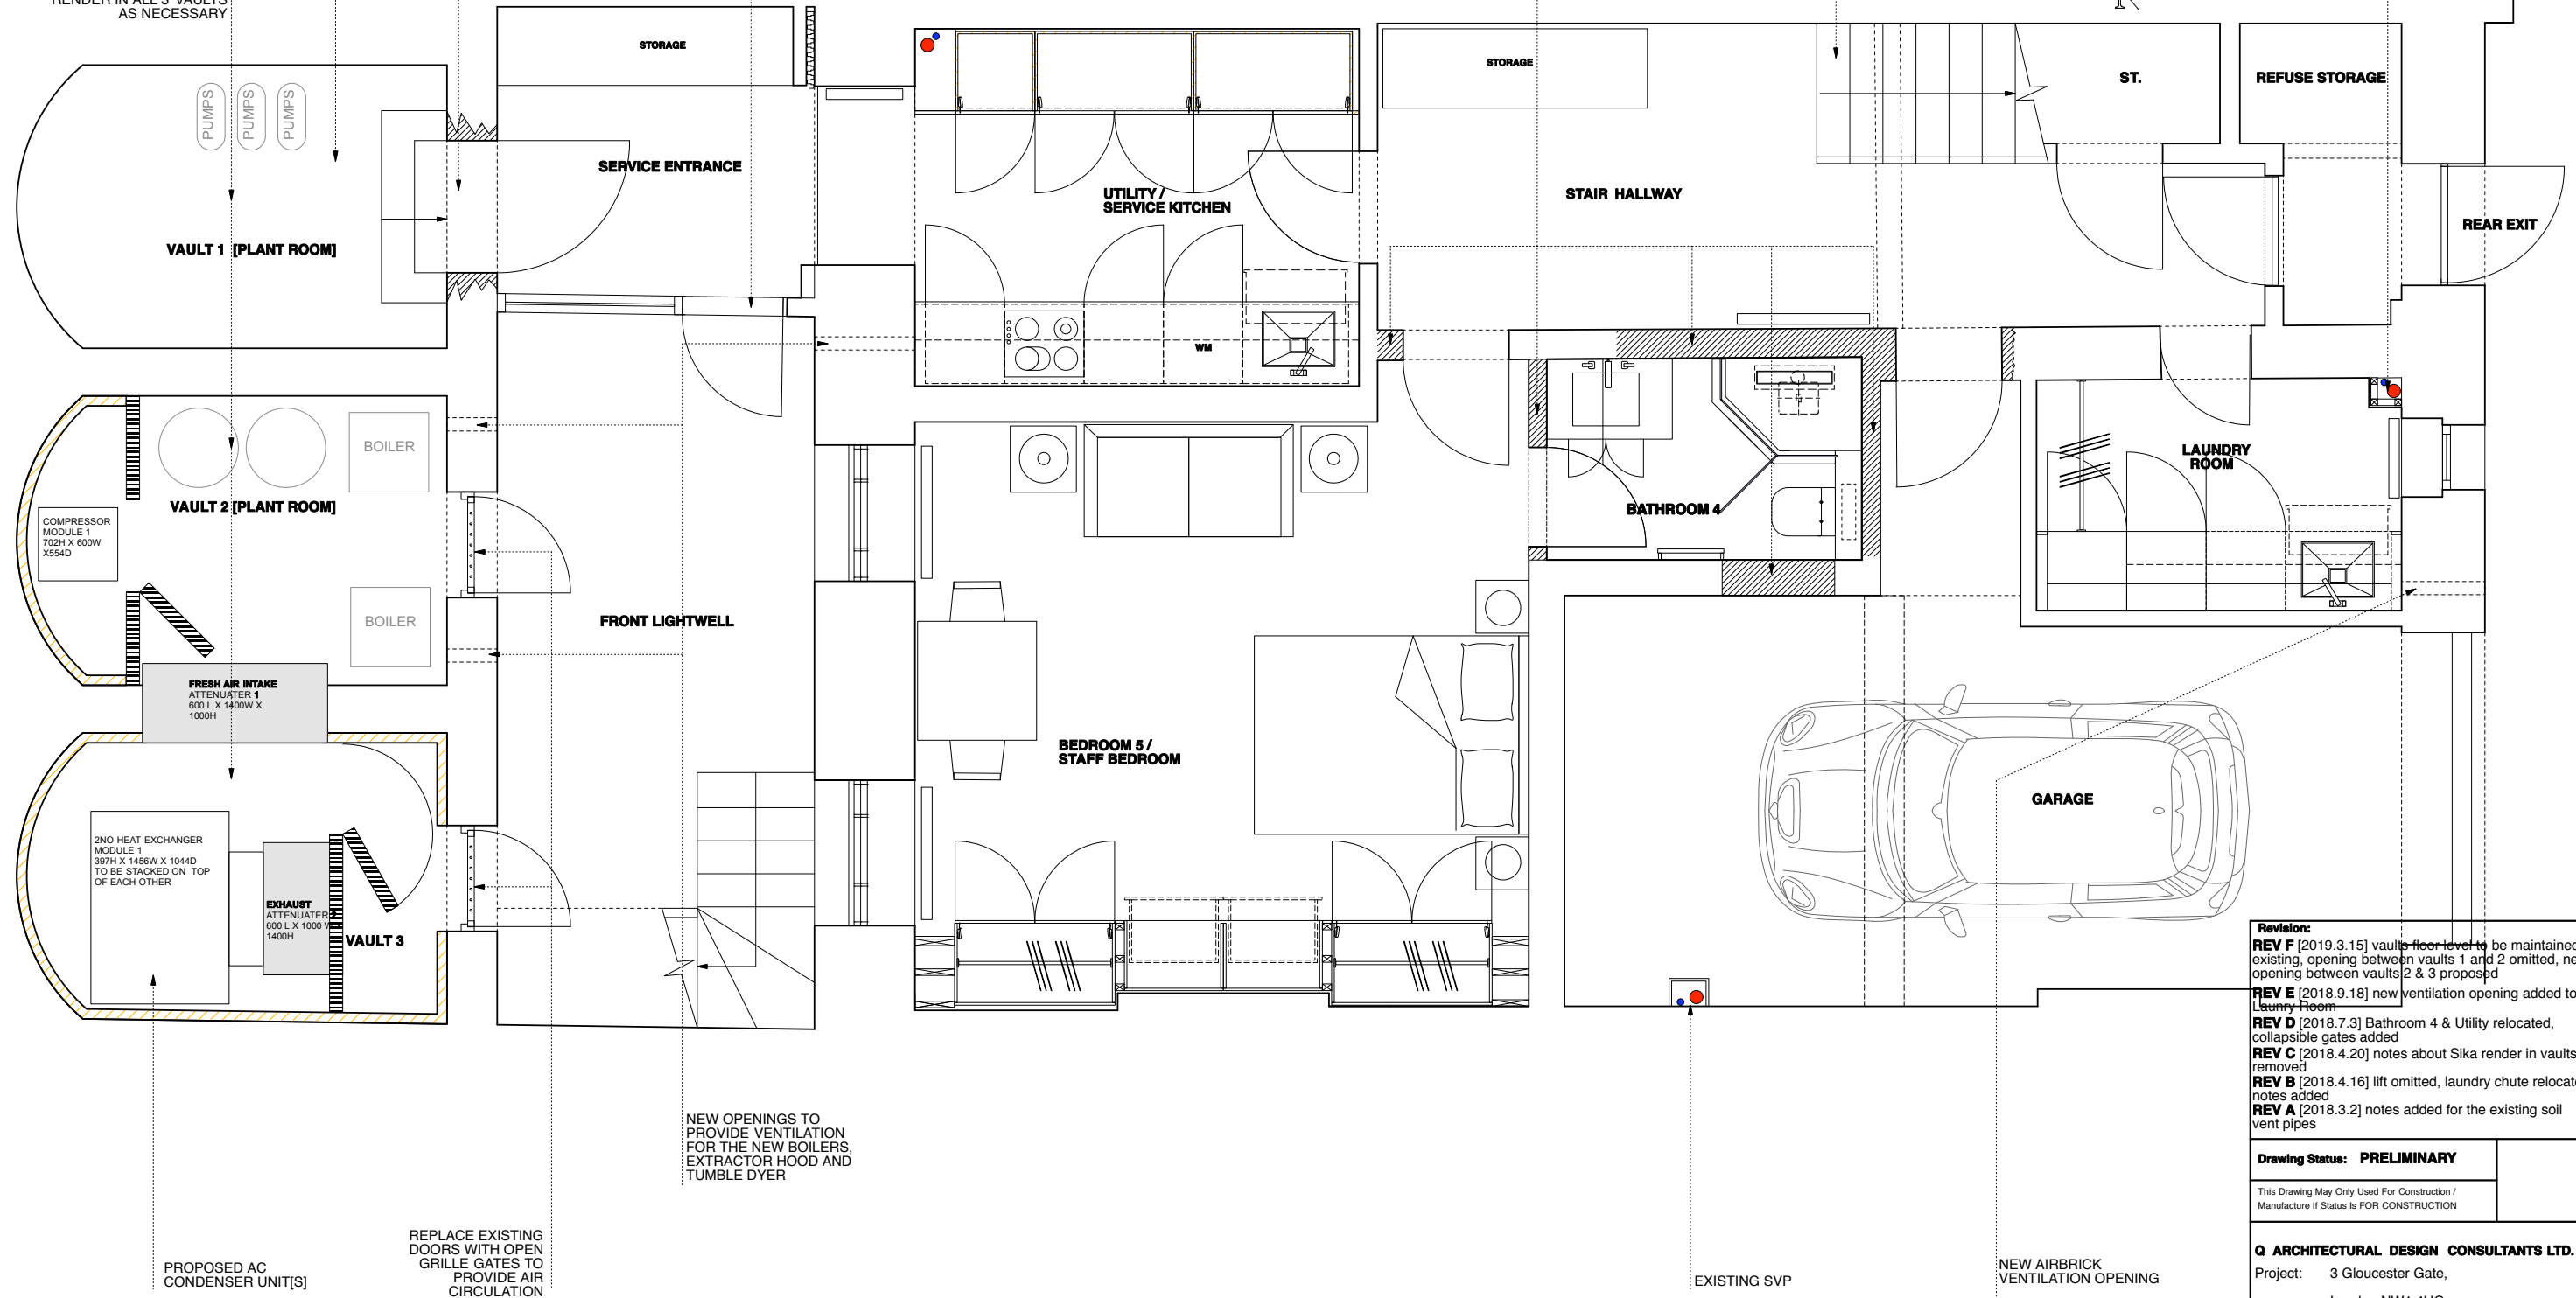 RENDER IN ALL 3 VAULTS
AS NECESSARY
N
STORAGE
STORAGE
ST.
REFUSE STORAGE
PUMPS
PUMPS
PUMPS
SERVICE ENTRANCE
UTILITY /
SERVICE KITCHEN
STAIR HALLWAY
REAR EXIT
VAULT 1 [PLANT ROOM]
WM
BOILER
LAUNDRY
ROOM
VAULT 2 [PLANT ROOM]
BATHROOM 4
COMPRESSOR
MODULE 1
702H X 600W
X554D
BOILER
FRONT LIGHTWELL
FRESH AIR INTAKE
ATTENUATER 1
600 L X 1400W X
1000H
BEDROOM 5 /
STAFF BEDROOM
GARAGE
2NO HEAT EXCHANGER
MODULE 1
397H X 1456W X 1044D
TO BE STACKED ON TOP
OF EACH OTHER
EXHAUST
ATTENUATER 2
600 L X 1000 W X
1400H
VAULT 3
Revision:
REV F [2019.3.15] vaults floor level to be maintained
existing, opening between vaults 1 and 2 omitted, ne
opening between vaults 2 & 3 proposed
REV E [2018.9.18] new ventilation opening added to
Launry Room
REV D [2018.7.3] Bathroom 4 & Utility relocated,
collapsible gates added
REV C [2018.4.20] notes about Sika render in vaults
removed
REV B [2018.4.16] lift omitted, laundry chute relocate
notes added
REV A [2018.3.2] notes added for the existing soil
vent pipes
Drawing Status: PRELIMINARY
This Drawing May Only Used For Construction /
Manufacture If Status Is FOR CONSTRUCTION
Q ARCHITECTURAL DESIGN CONSULTANTS LTD.
Project: 3 Gloucester Gate,
NEW OPENINGS TO
PROVIDE VENTILATION
FOR THE NEW BOILERS,
EXTRACTOR HOOD AND
TUMBLE DYER
REPLACE EXISTING
DOORS WITH OPEN
GRILLE GATES TO
PROVIDE AIR
CIRCULATION
PROPOSED AC
CONDENSER UNIT[S]
EXISTING SVP
NEW AIRBRICK
VENTILATION OPENING